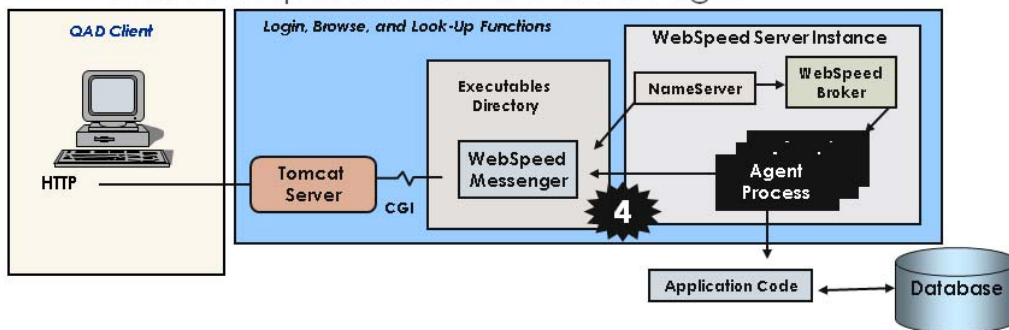 QAD Client
HTTP
Login, Browse, and Look-Up Functions
Tomcat
Server
CGI
Executables
Directory
WebSpeed
Messenger
WebSpeed Server Instance
NameServer
WebSpeed
Broker
Agent
Process
4
Application Code
Database